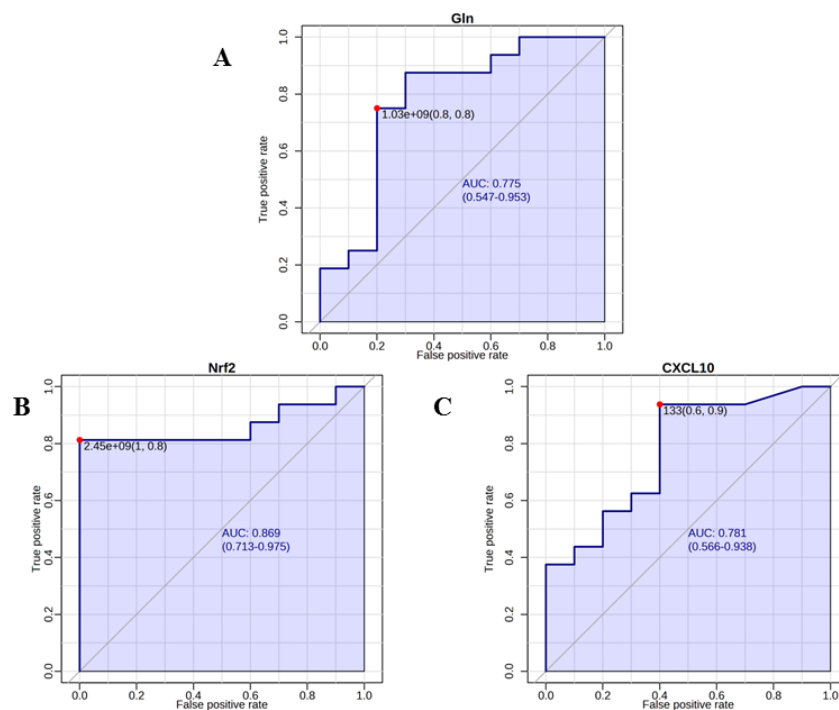 Gln
A
1.0
0.8
0.6
0.4
0.2
0.0
True positive rate
1.03e+09(0.8, 0.8)
AUC: 0.775
(0.547-0.953)
0.0 0.2 0.4 0.6 0.8 1.0
False positive rate
Nrf2
B
1.0
0.8
0.6
0.4
0.2
0.0
True positive rate
2.45e+09(1, 0.8)
AUC: 0.869
(0.713-0.975)
0.0 0.2 0.4 0.6 0.8 1.0
False positive rate
CXCL10
C
1.0
0.8
0.6
0.4
0.2
0.0
True positive rate
133(0.6, 0.9)
AUC: 0.781
(0.566-0.938)
0.0 0.2 0.4 0.6 0.8 1.0
False positive rate